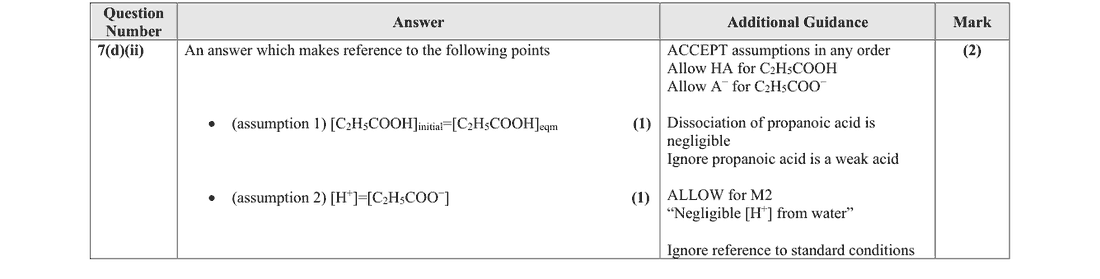 Question Number
Answer
Additional Guidance
Mark
7(d)(ii)
An answer which makes reference to the following points
ACCEPT assumptions in any order
Allow HA for C₂H₅COOH
Allow A⁻ for C₂H₅COO⁻
(2)
• (assumption 1) [C₂H₅COOH]initial=[C₂H₅COOH]eqm (1)
Dissociation of propanoic acid is
negligible
Ignore propanoic acid is a weak acid
• (assumption 2) [H⁺]=[C₂H₅COO⁻] (1)
ALLOW for M2
“Negligible [H⁺] from water”
Ignore reference to standard conditions